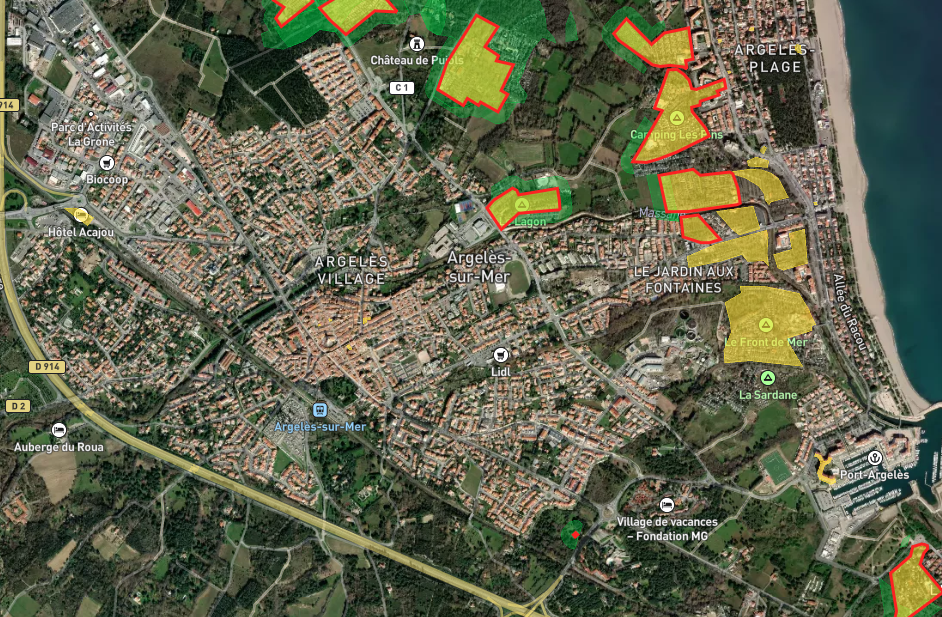 ARGELÈS-
PLAGE
Château de Pujols
C 1
914
Parc d'Activités
La Grone
Camping Les Pins
Biocoop
Hôtel Acajou
Lagon
Massane
ARGELÈS
VILLAGE
Argelès-
sur-Mer
LE JARDIN AUX
FONTAINES
Allée du Racou
Le Front de Mer
Lidl
D 914
La Sardane
D 2
Argelès-sur-Mer
Auberge du Roua
Port-Argelès
Village de vacances
– Fondation MG